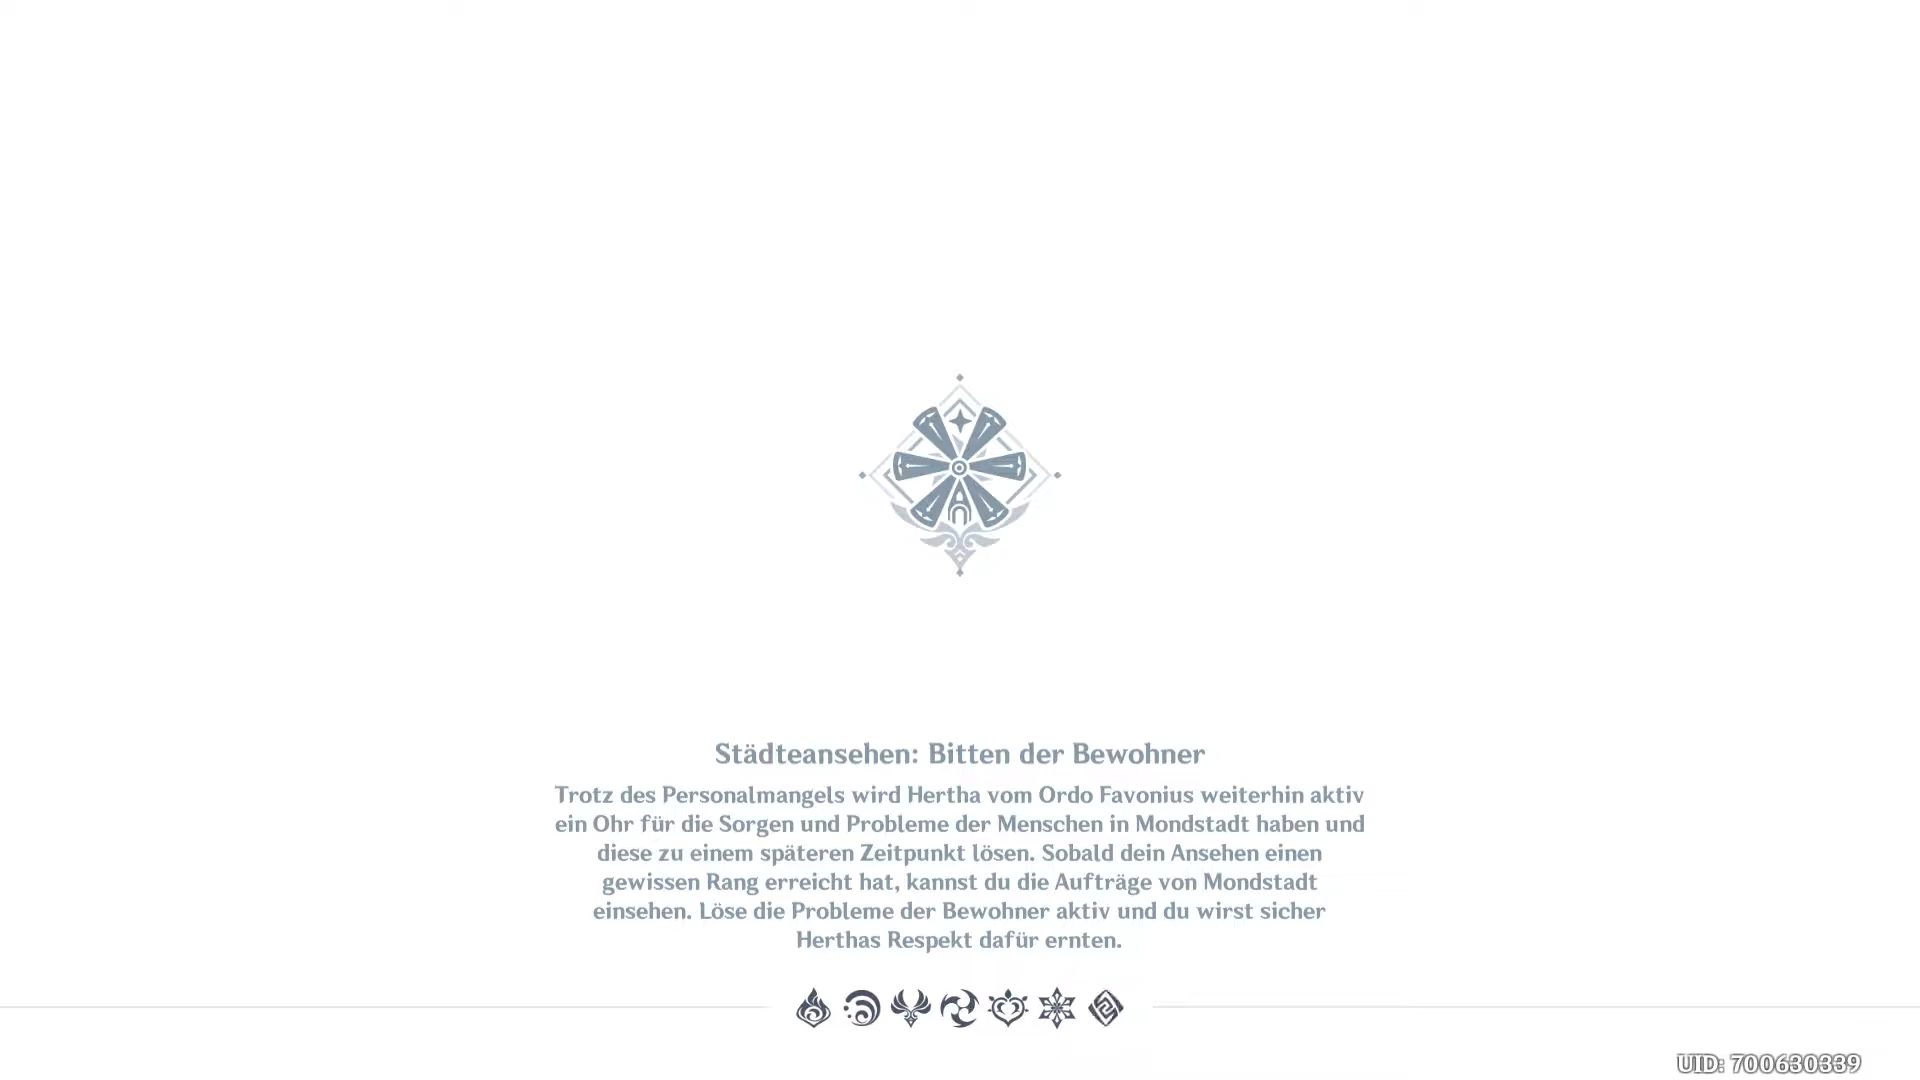 Städteansehen: Bitten der Bewohner
Trotz des Personalmangels wird Hertha vom Ordo Favonius weiterhin aktiv
ein Ohr für die Sorgen und Probleme der Menschen in Mondstadt haben und
diese zu einem späteren Zeitpunkt lösen. Sobald dein Ansehen einen
gewissen Rang erreicht hat, kannst du die Aufträge von Mondstadt
einsehen. Löse die Probleme der Bewohner aktiv und du wirst sicher
Herthas Respekt dafür ernten.
UID: 700630339